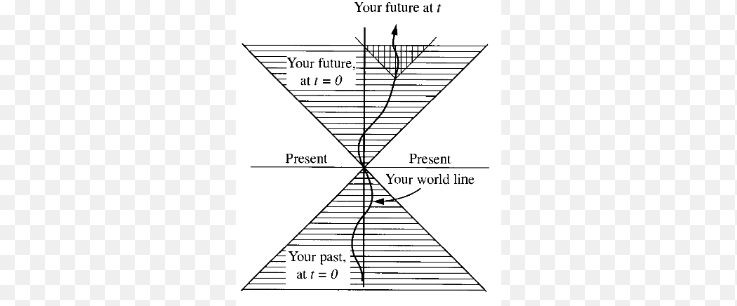 Your future at t
Your future,
at t = 0
Present
Present
Your world line
Your past,
at t = 0